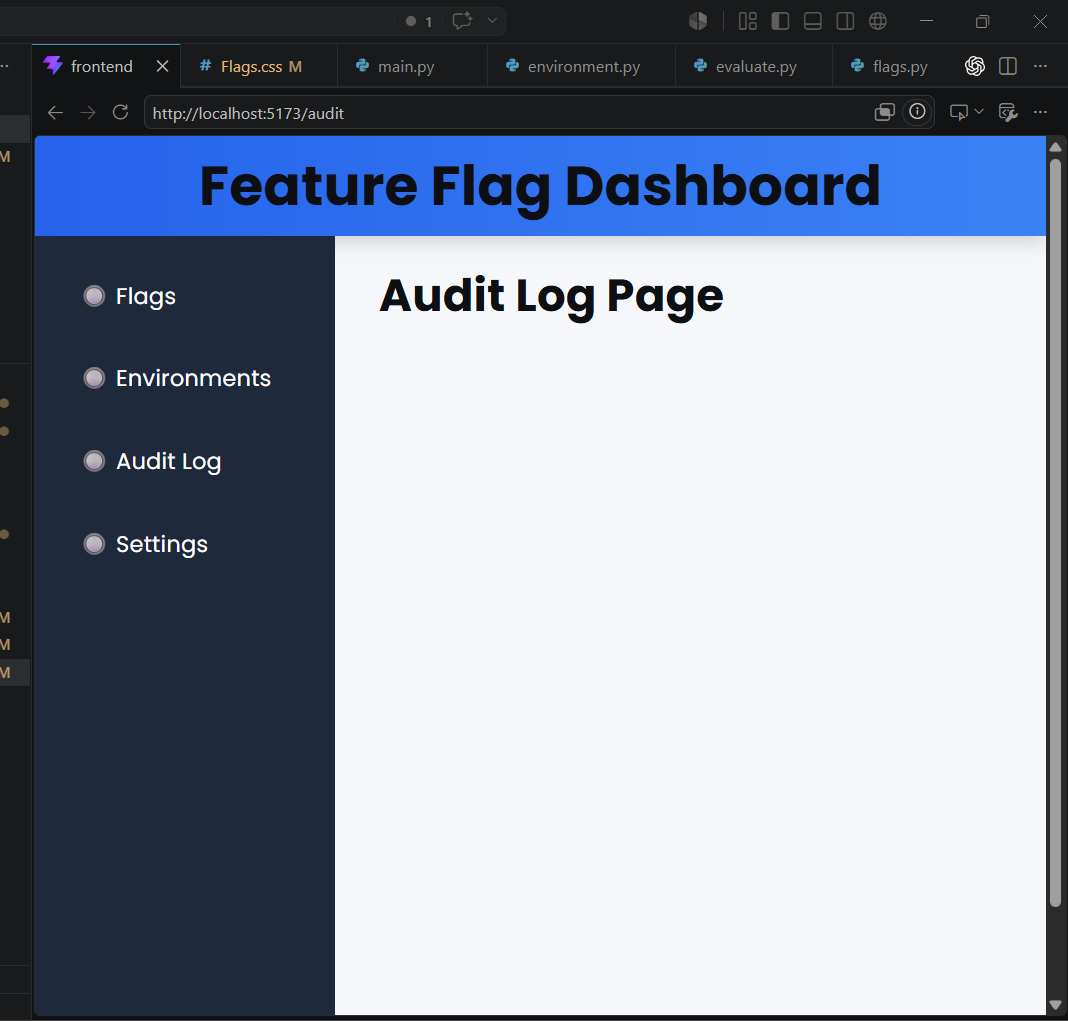 1
frontend
# Flags.css M
main.py
environment.py
evaluate.py
flags.py
http://localhost:5173/audit
M
Feature Flag Dashboard
Flags
Audit Log Page
Environments
Audit Log
Settings
M
M
M